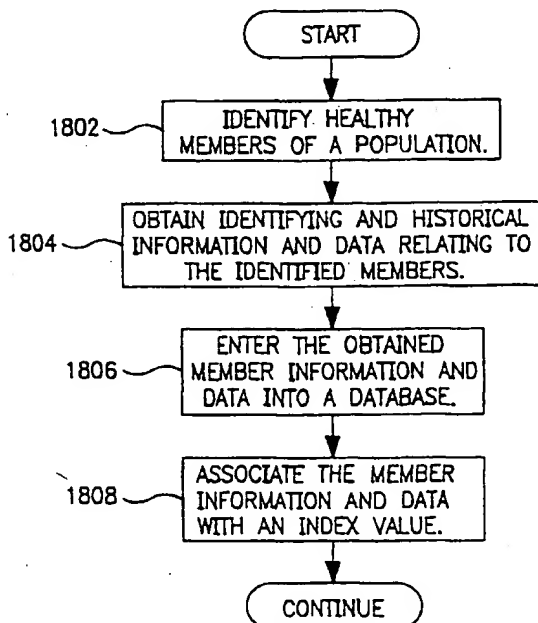 START
1802
IDENTIFY HEALTHY
MEMBERS OF A POPULATION.
1804
OBTAIN IDENTIFYING AND HISTORICAL
INFORMATION AND DATA RELATING TO
THE IDENTIFIED MEMBERS.
1806
ENTER THE OBTAINED
MEMBER INFORMATION AND
DATA INTO A DATABASE.
1808
ASSOCIATE THE MEMBER
INFORMATION AND DATA
WITH AN INDEX VALUE.
CONTINUE